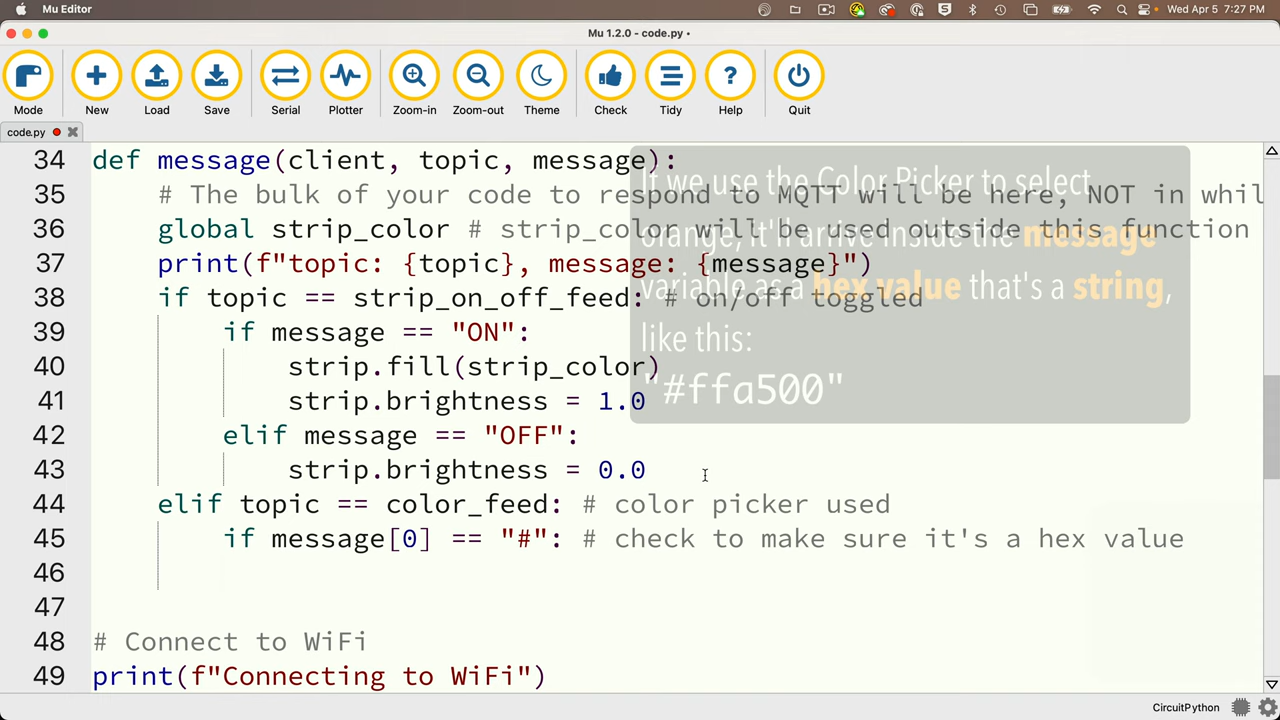 Mu Editor
Wed Apr 5 7:27 PM
Mu 1.2.0 - code.py •
Mode New Load Save Serial Plotter Zoom-in Zoom-out Theme Check Tidy Help Quit
code.py
34 def message(client, topic, message):
35 # The bulk of your code to respond to MQTT will be here, NOT in whil
36 global strip_color # strip_color will be used outside this function
37 print(f"topic: {topic}, message: {message}")
38 if topic == strip_on_off_feed: # on/off toggled
39 if message == "ON":
40 strip.fill(strip_color)
41 strip.brightness = 1.0
42 elif message == "OFF":
43 strip.brightness = 0.0
44 elif topic == color_feed: # color picker used
45 if message[0] == "#": # check to make sure it's a hex value
46
47
48 # Connect to WiFi
49 print(f"Connecting to WiFi")
If we use the Color Picker to select
orange, it'll arrive inside the message
variable as a hex value that's a string,
like this:
"#ffa500"
CircuitPython